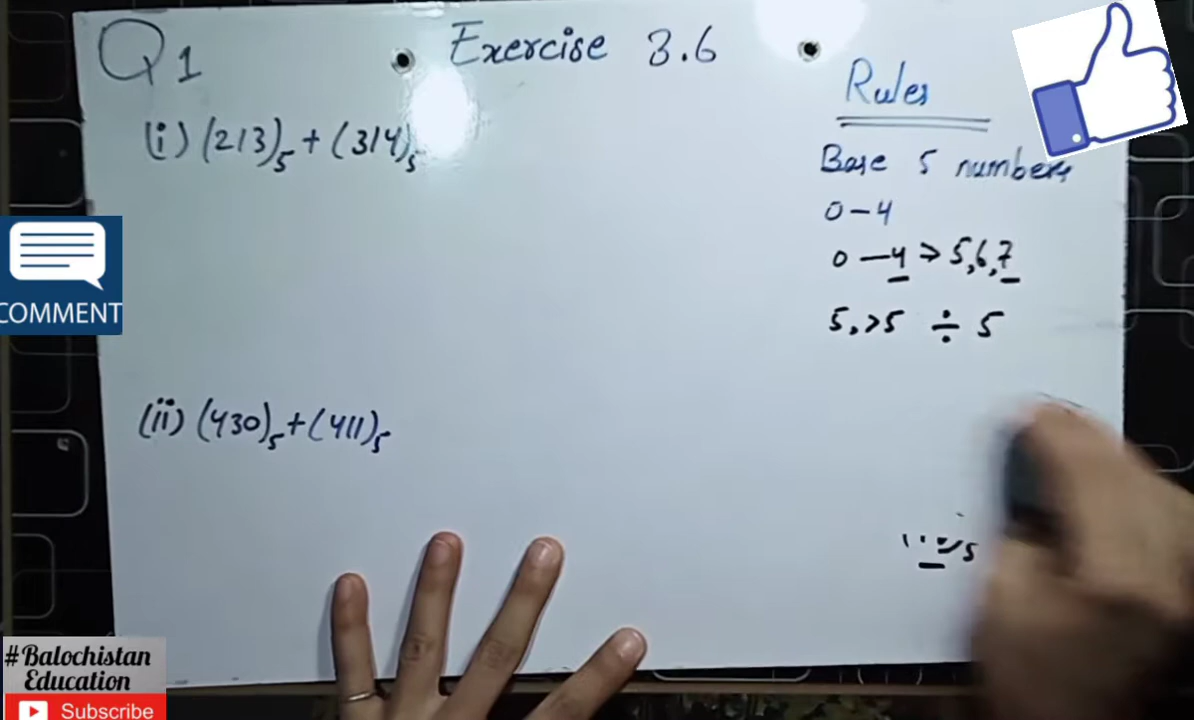 Q1 Exercise 3.6
(i) (213)₅ + (314)₅
(ii) (430)₅ + (411)₅
Rules
Base 5 numbers
0-4
0-4 > 5,6,7
5,>5 ÷ 5
COMMENT
#Balochistan
Education
Subscribe